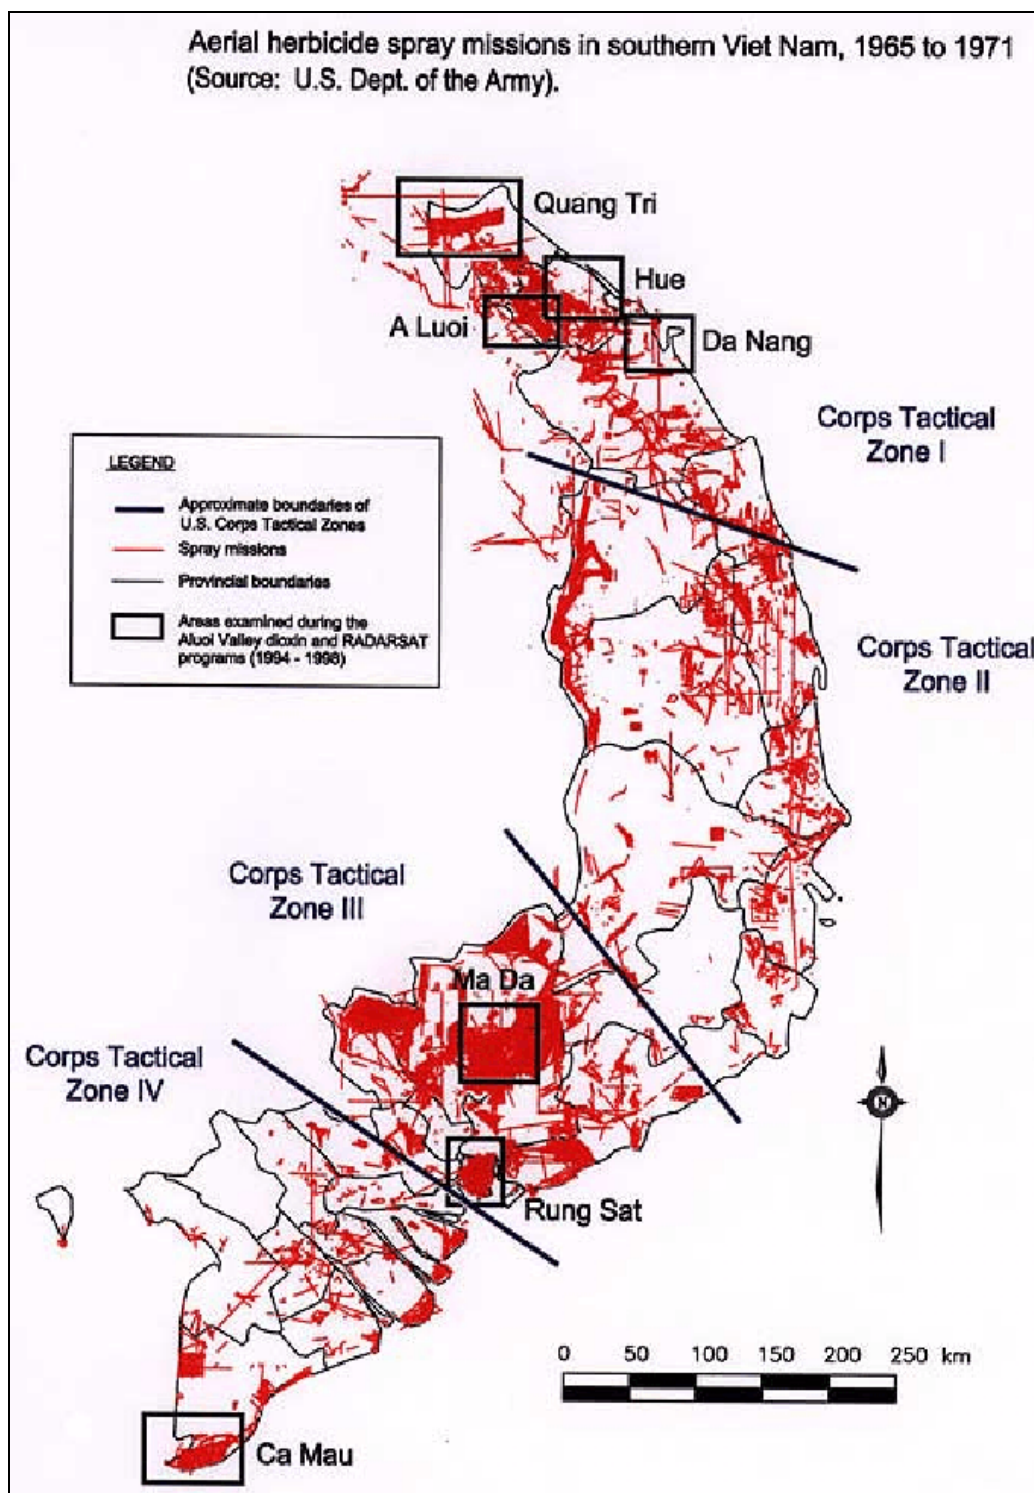 Aerial herbicide spray missions in southern Viet Nam, 1965 to 1971
(Source: U.S. Dept. of the Army).
Quang Tri
Hue
A Luoi
Da Nang
Corps Tactical
Zone I
LEGEND
Approximate boundaries of
U.S. Corps Tactical Zones
Spray missions
Provincial boundaries
Areas examined during the
Aluoi Valley dioxin and RADARSAT
programs (1994 - 1998)
Corps Tactical
Zone II
Corps Tactical
Zone III
Ma Da
Corps Tactical
Zone IV
N
Rung Sat
0 50 100 150 200 250 km
Ca Mau